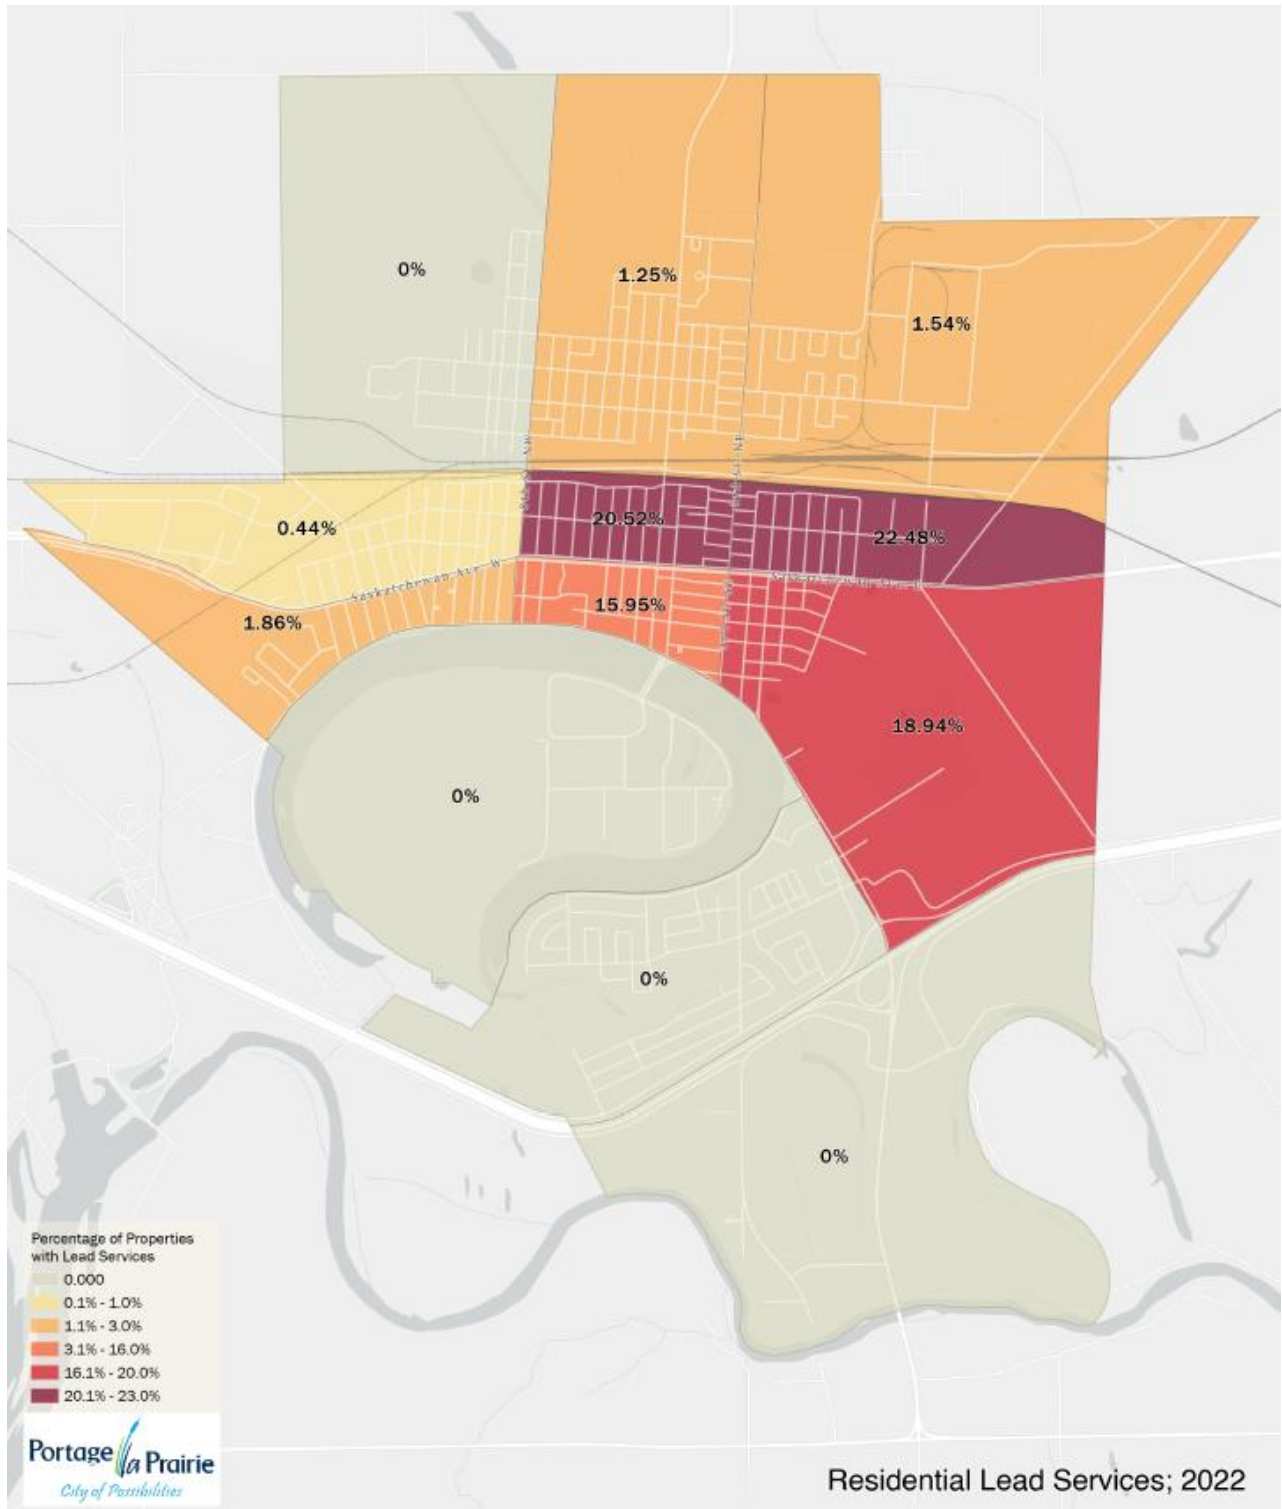 0%
1.25%
1.54%
0.44%
20.52%
22.48%
Saskatchewan Ave W
1.86%
15.95%
18.94%
0%
0%
0%
Percentage of Properties
with Lead Services
0.000
0.1% - 1.0%
1.1% - 3.0%
3.1% - 16.0%
16.1% - 20.0%
20.1% - 23.0%
Portage la Prairie
City of Possibilities
Residential Lead Services; 2022